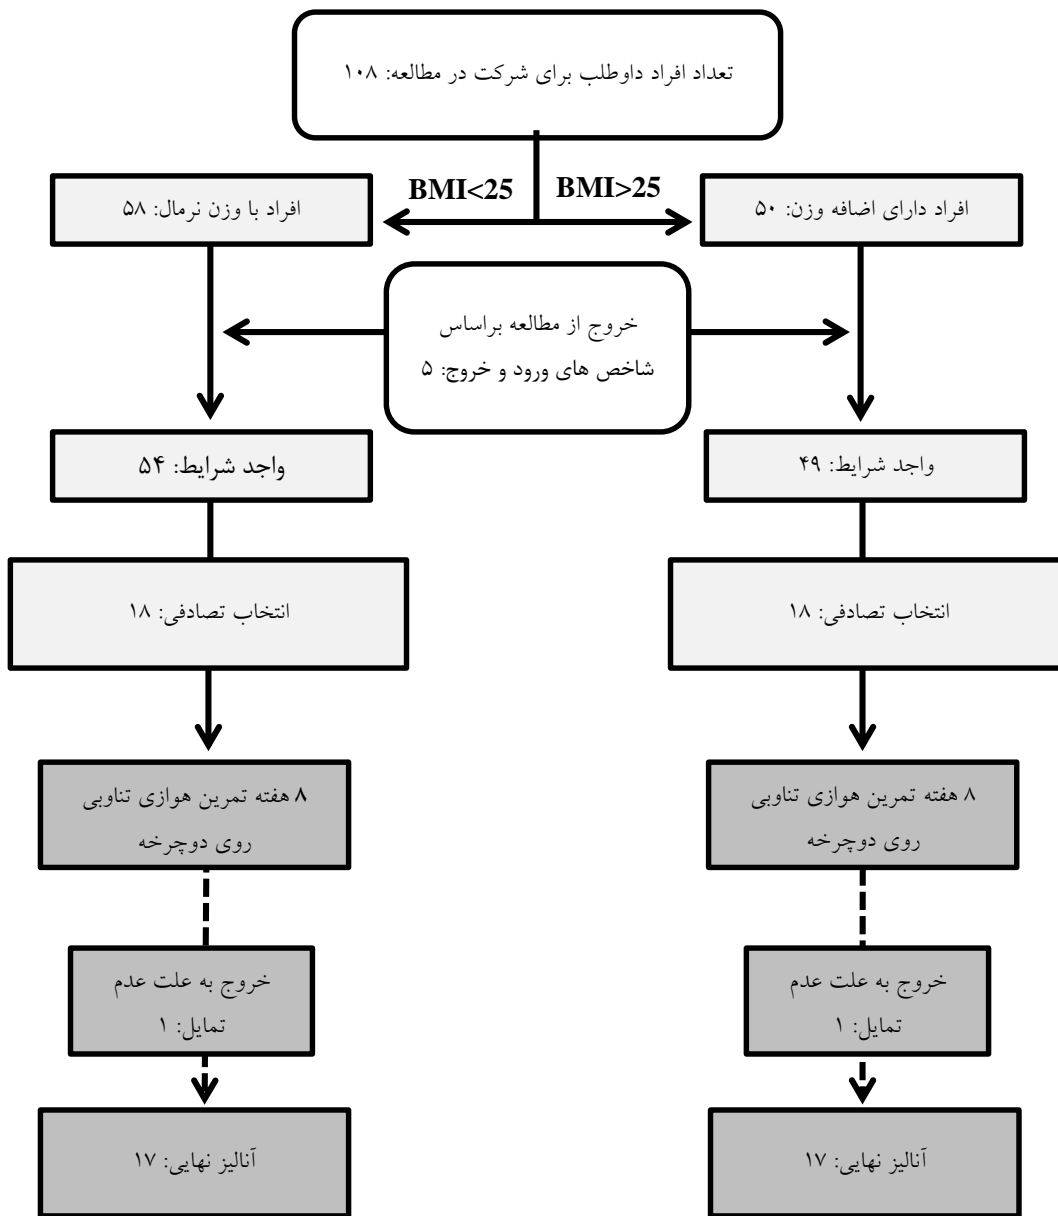 تعداد افراد داوطلب برای شرکت در مطالعه: ۱۰۸
BMI>25
BMI<25
افراد دارای اضافه وزن: ۵۰
افراد با وزن نرمال: ۵۸
خروج از مطالعه براساس
شاخص های ورود و خروج: ۵
واجد شرایط: ۴۹
واجد شرایط: ۵۴
انتخاب تصادفی: ۱۸
انتخاب تصادفی: ۱۸
۸ هفته تمرین هوازی تناوبی
روی دوچرخه
۸ هفته تمرین هوازی تناوبی
روی دوچرخه
خروج به علت عدم
تمایل: ۱
خروج به علت عدم
تمایل: ۱
آنالیز نهایی: ۱۷
آنالیز نهایی: ۱۷